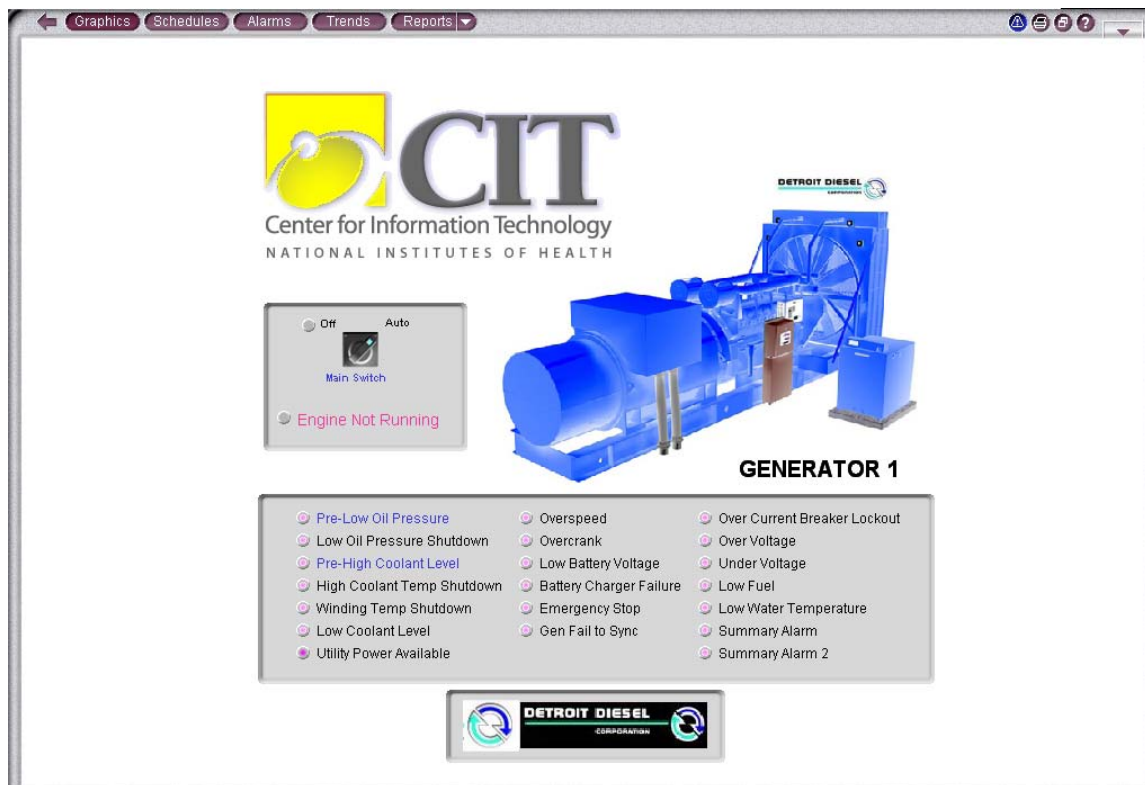 Graphics Schedules Alarms Trends Reports
CIT
Center for Information Technology
NATIONAL INSTITUTES OF HEALTH
DETROIT DIESEL
CORPORATION
Off Auto
Main Switch
Engine Not Running
GENERATOR 1
Pre-Low Oil Pressure
Low Oil Pressure Shutdown
Pre-High Coolant Level
High Coolant Temp Shutdown
Winding Temp Shutdown
Low Coolant Level
Utility Power Available
Overspeed
Overcrank
Low Battery Voltage
Battery Charger Failure
Emergency Stop
Gen Fail to Sync
Over Current Breaker Lockout
Over Voltage
Under Voltage
Low Fuel
Low Water Temperature
Summary Alarm
Summary Alarm 2
DETROIT DIESEL
CORPORATION